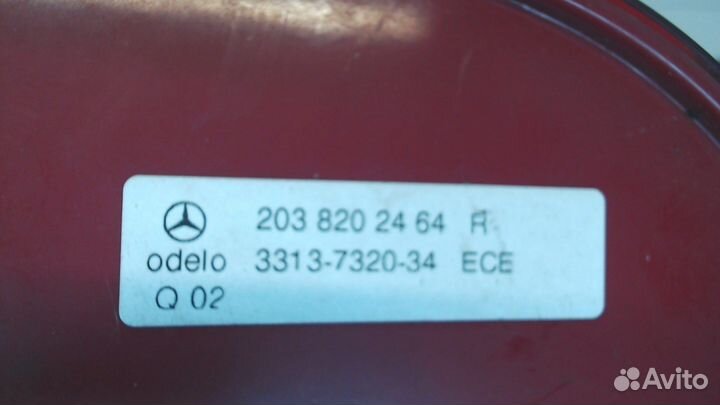 203 820 24 64 R
odelo 3313-7320-34 ECE
Q 02
Avito